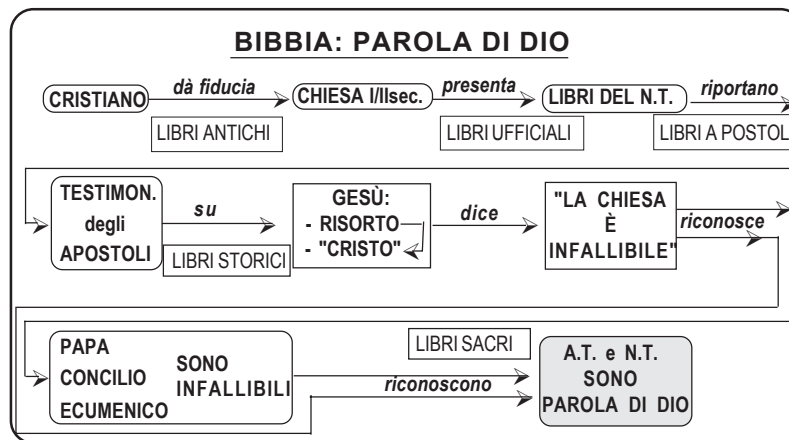 BIBBIA: PAROLA DI DIO
CRISTIANO dà fiducia CHIESA I/IIsec. presenta LIBRI DEL N.T. riportano
LIBRI ANTICHI LIBRI UFFICIALI LIBRI A POSTOL
TESTIMON.
degli
APOSTOLI
su
LIBRI STORICI
GESÙ:
- RISORTO
- "CRISTO"
dice
"LA CHIESA
È
INFALLIBILE"
riconosce
PAPA
CONCILIO
ECUMENICO
SONO
INFALLIBILI
LIBRI SACRI
riconoscono
A.T. e N.T.
SONO
PAROLA DI DIO